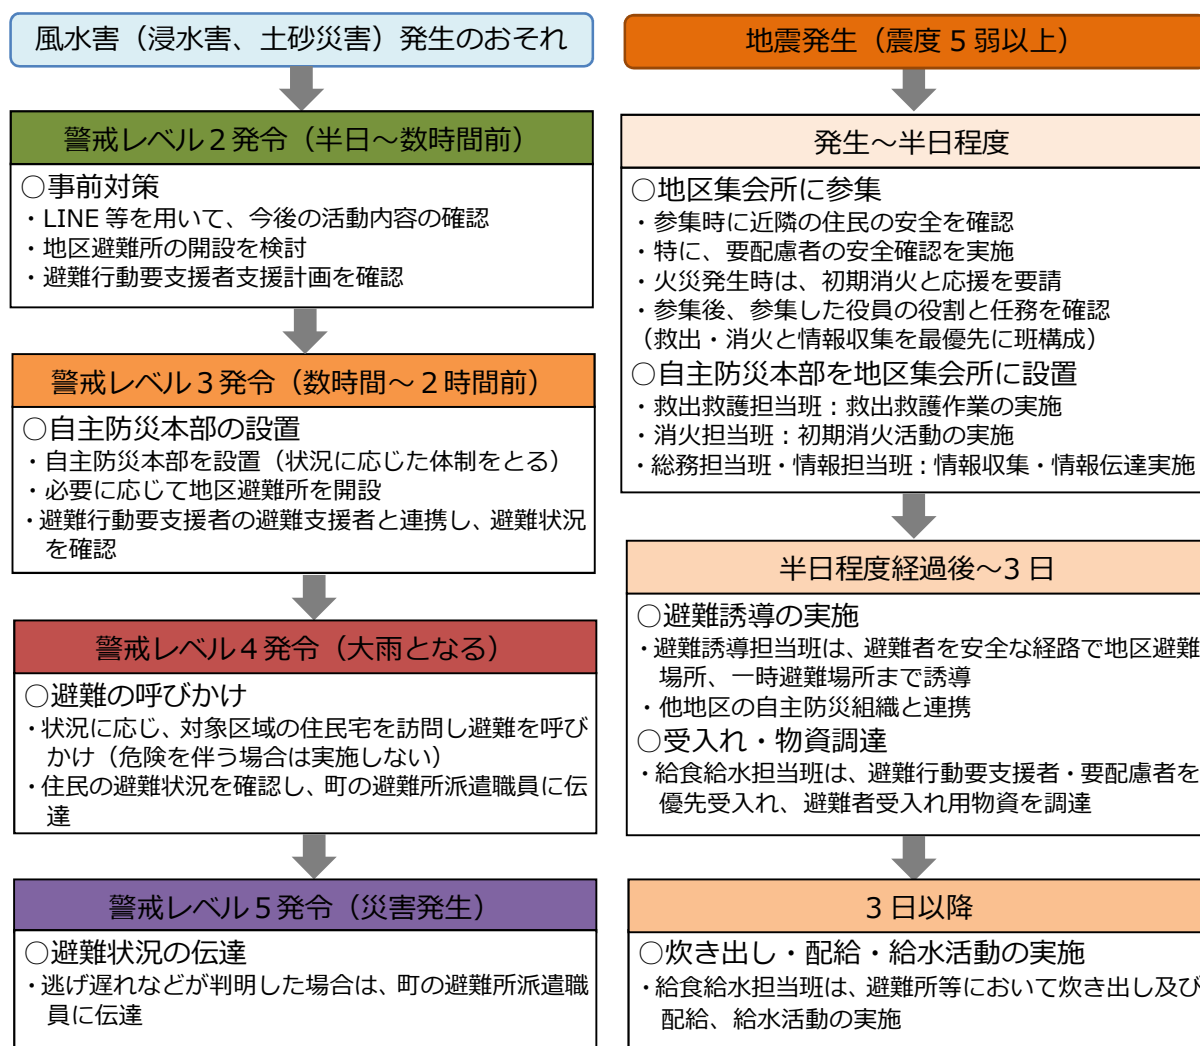 風水害（浸水害、土砂災害）発生のおそれ
警戒レベル２発令（半日～数時間前）
○事前対策
・LINE 等を用いて、今後の活動内容の確認
・地区避難所の開設を検討
・避難行動要支援者支援計画を確認
警戒レベル３発令（数時間～２時間前）
○自主防災本部の設置
・自主防災本部を設置（状況に応じた体制をとる）
・必要に応じて地区避難所を開設
・避難行動要支援者の避難支援者と連携し、避難状況
を確認
警戒レベル４発令（大雨となる）
○避難の呼びかけ
・状況に応じ、対象区域の住民宅を訪問し避難を呼び
かけ（危険を伴う場合は実施しない）
・住民の避難状況を確認し、町の避難所派遣職員に伝
達
警戒レベル５発令（災害発生）
○避難状況の伝達
・逃げ遅れなどが判明した場合は、町の避難所派遣職
員に伝達
地震発生（震度 5 弱以上）
発生～半日程度
○地区集会所に参集
・参集時に近隣の住民の安全を確認
・特に、要配慮者の安全確認を実施
・火災発生時は、初期消火と応援を要請
・参集後、参集した役員の役割と任務を確認
（救出・消火と情報収集を最優先に班構成）
○自主防災本部を地区集会所に設置
・救出救護担当班：救出救護作業の実施
・消火担当班：初期消火活動の実施
・総務担当班・情報担当班：情報収集・情報伝達実施
半日程度経過後～3 日
○避難誘導の実施
・避難誘導担当班は、避難者を安全な経路で地区避難
場所、一時避難場所まで誘導
・他地区の自主防災組織と連携
○受入れ・物資調達
・給食給水担当班は、避難行動要支援者・要配慮者を
優先受入れ、避難者受入れ用物資を調達
3 日以降
○炊き出し・配給・給水活動の実施
・給食給水担当班は、避難所等において炊き出し及び
配給、給水活動の実施